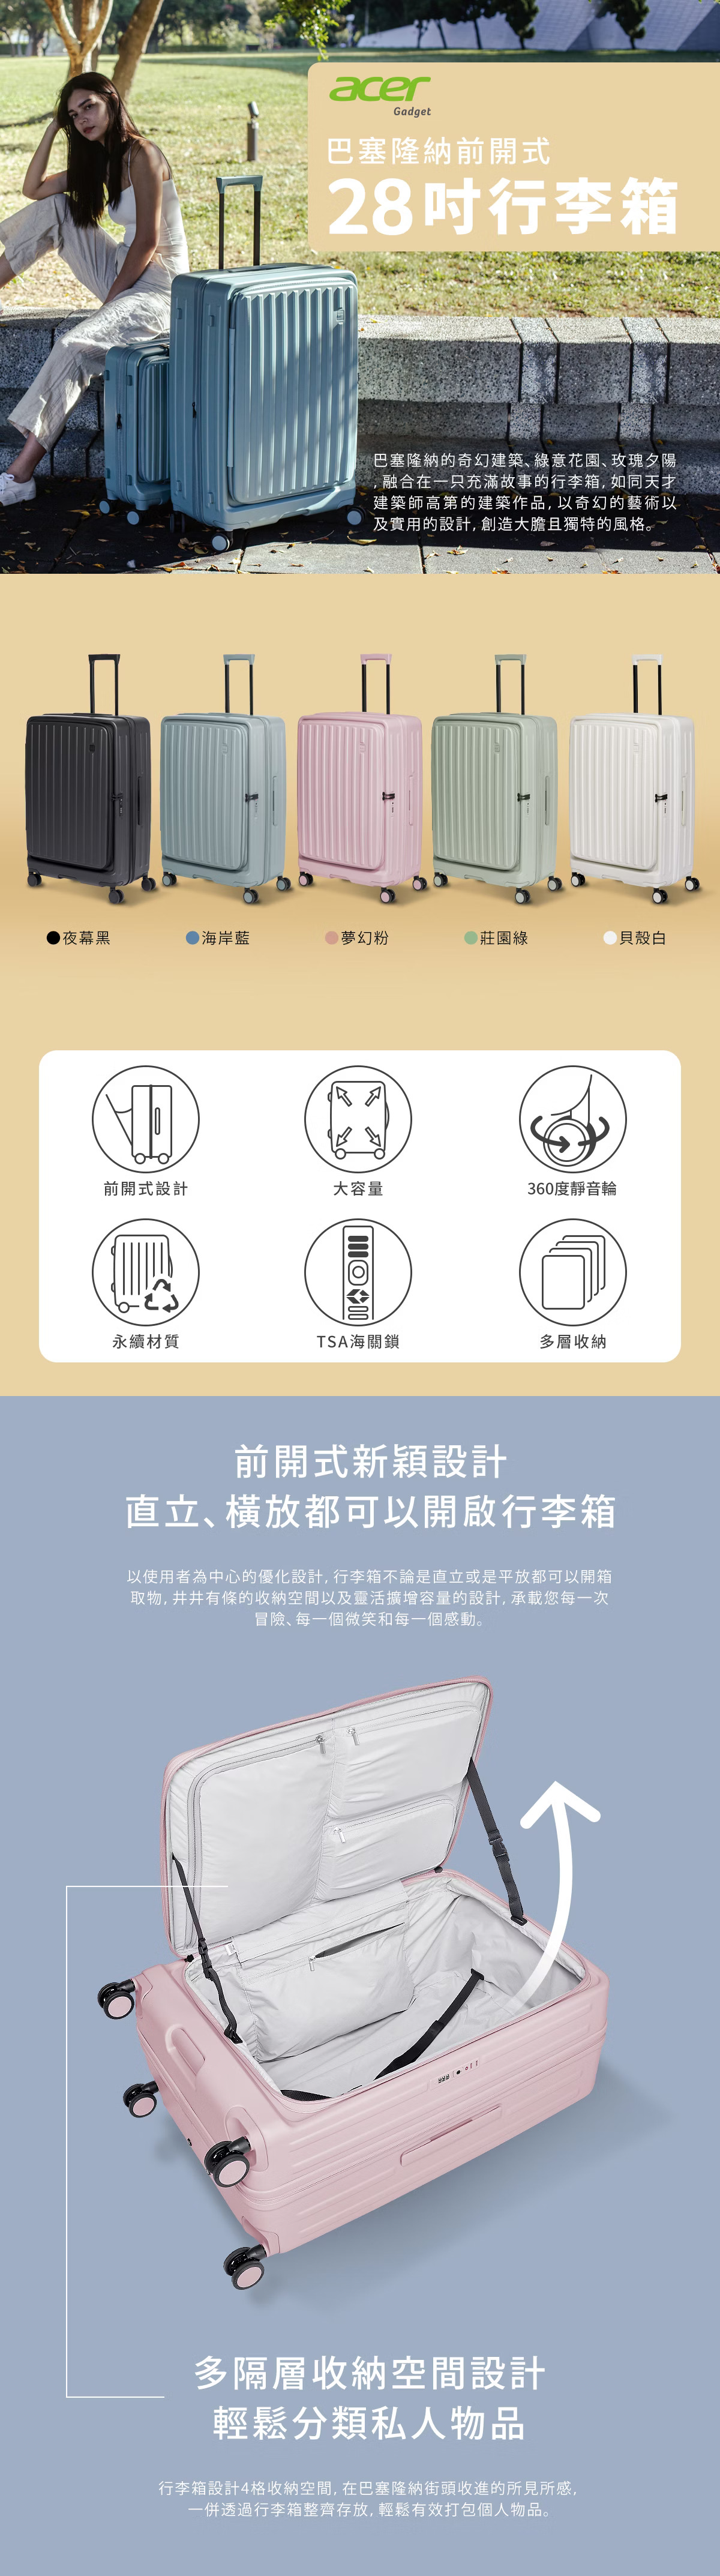 acer
Gadget
巴塞隆納前開式
28吋行李箱
巴塞隆納的奇幻建築、綠意花園、玫瑰夕陽
,融合在一只充滿故事的行李箱,如同天才
建築師高第的建築作品,以奇幻的藝術以
及實用的設計,創造大膽且獨特的風格。
夜幕黑
海岸藍
夢幻粉
莊園綠
貝殼白
前開式設計
大容量
360度靜音輪
永續材質
TSA海關鎖
多層收納
前開式新穎設計
直立、橫放都可以開啟行李箱
以使用者為中心的優化設計,行李箱不論是直立或是平放都可以開箱
取物,井井有條的收納空間以及靈活擴增容量的設計,承載您每一次
冒險、每一個微笑和每一個感動。
多隔層收納空間設計
輕鬆分類私人物品
行李箱設計4格收納空間,在巴塞隆納街頭收進的所見所感,
一併透過行李箱整齊存放,輕鬆有效打包個人物品。